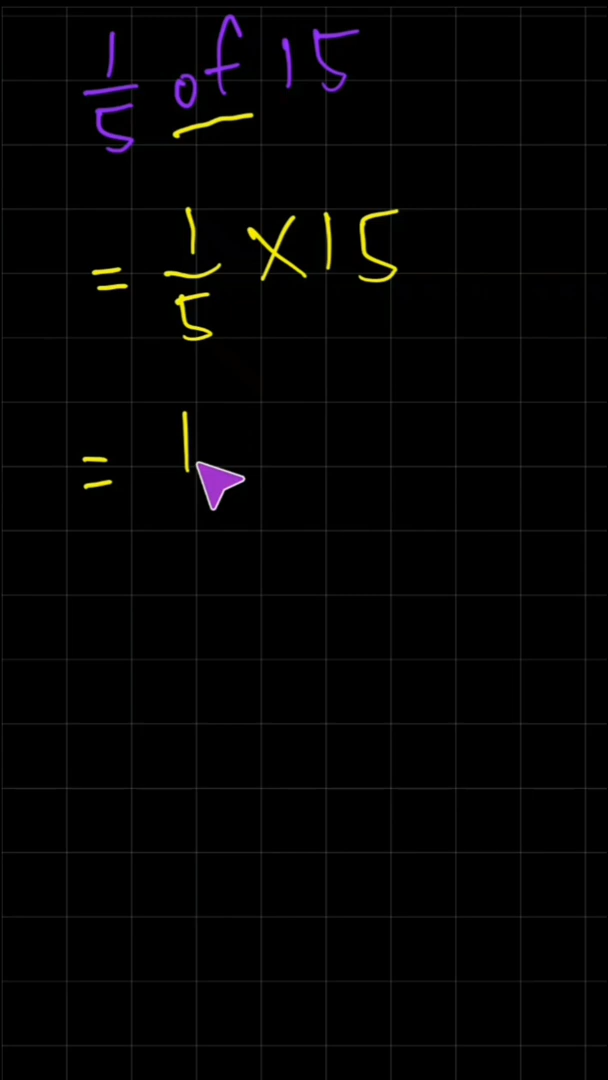 1/5 of 15
= 1/5 × 15
= 1